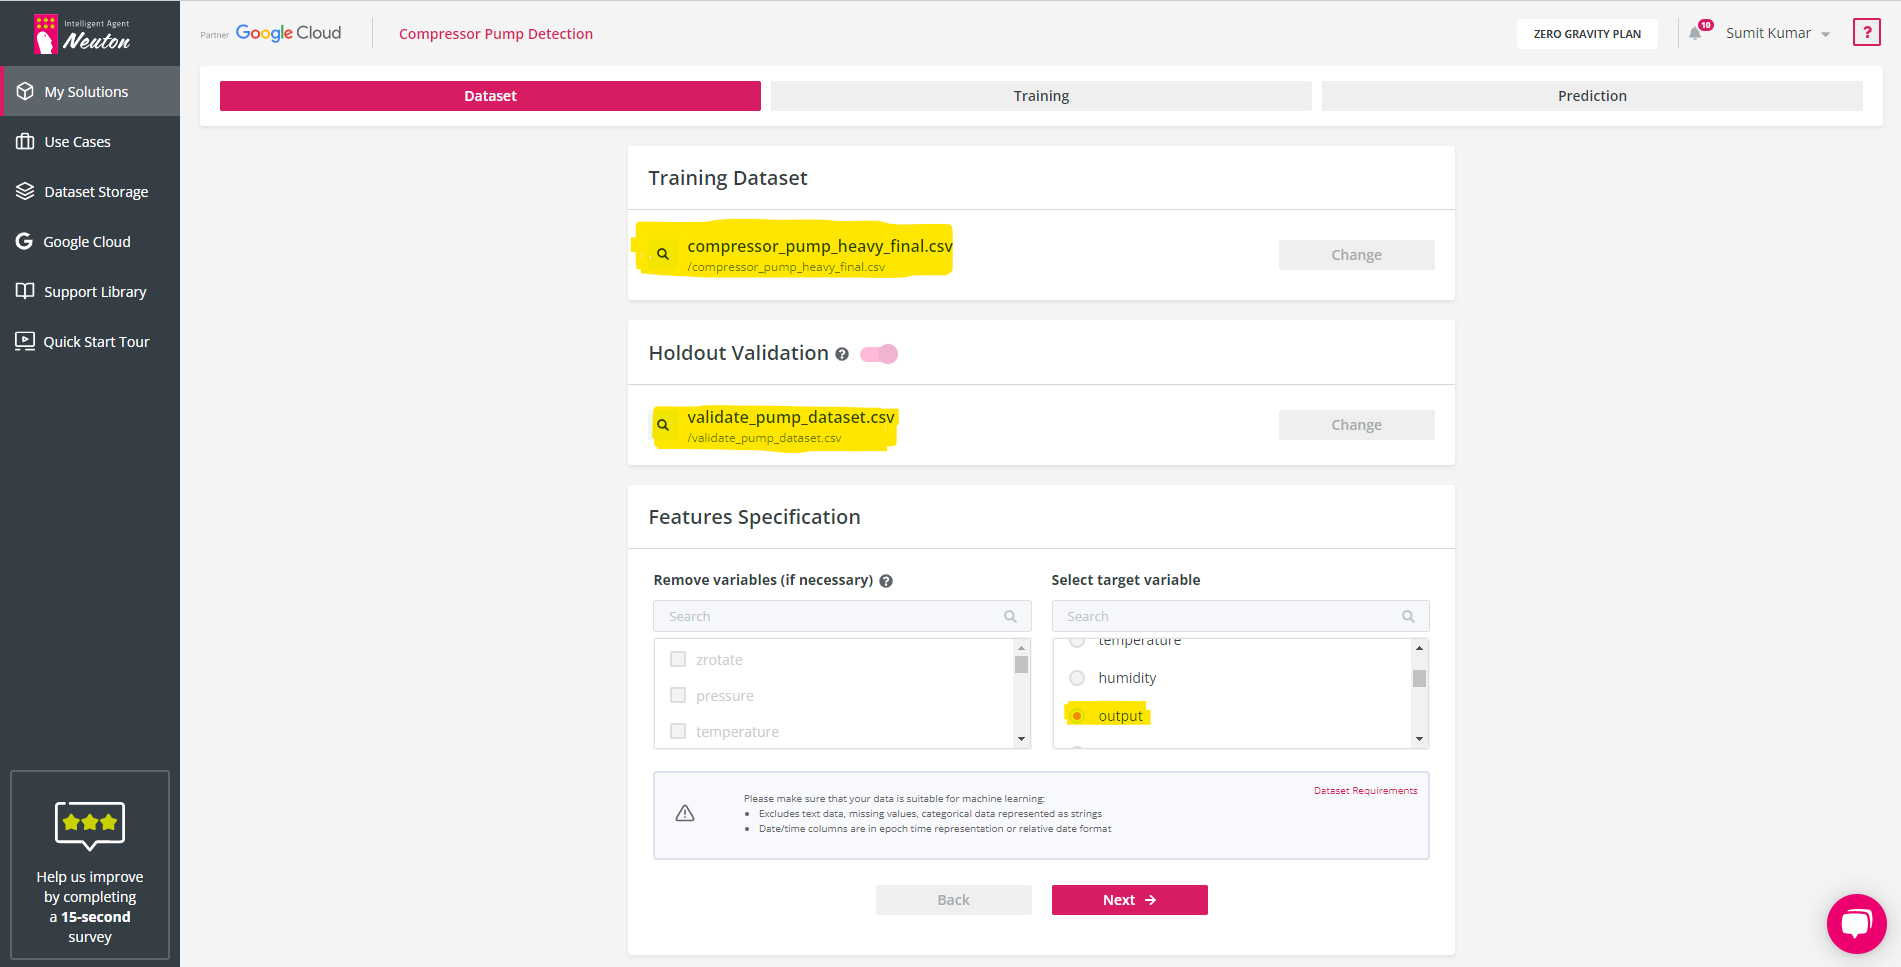 Intelligent Agent
Neuton
My Solutions
Use Cases
Dataset Storage
Google Cloud
Support Library
Quick Start Tour
Help us improve
by completing
a 15-second
survey
Partner Google Cloud
Compressor Pump Detection
ZERO GRAVITY PLAN
10
Sumit Kumar
?
Dataset
Training
Prediction
Training Dataset
compressor_pump_heavy_final.csv
/compressor_pump_heavy_final.csv
Change
Holdout Validation ?
validate_pump_dataset.csv
/validate_pump_dataset.csv
Change
Features Specification
Remove variables (if necessary) ?
Search
zrotate
pressure
temperature
Select target variable
Search
temperature
humidity
output
Please make sure that your data is suitable for machine learning:
• Excludes text data, missing values, categorical data represented as strings
• Date/time columns are in epoch time representation or relative date format
Dataset Requirements
Back
Next →